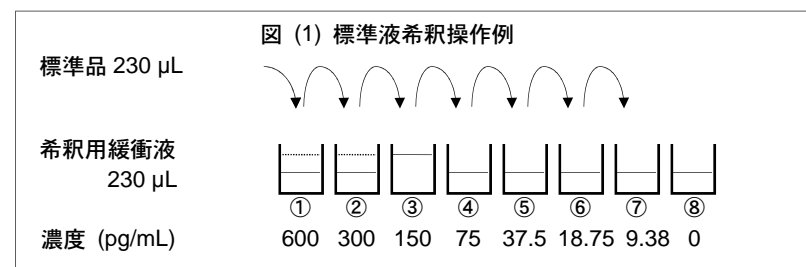 図 (1) 標準液希釈操作例
標準品 230 µL
希釈用緩衝液
230 µL
① ② ③ ④ ⑤ ⑥ ⑦ ⑧
濃度 (pg/mL) 600 300 150 75 37.5 18.75 9.38 0